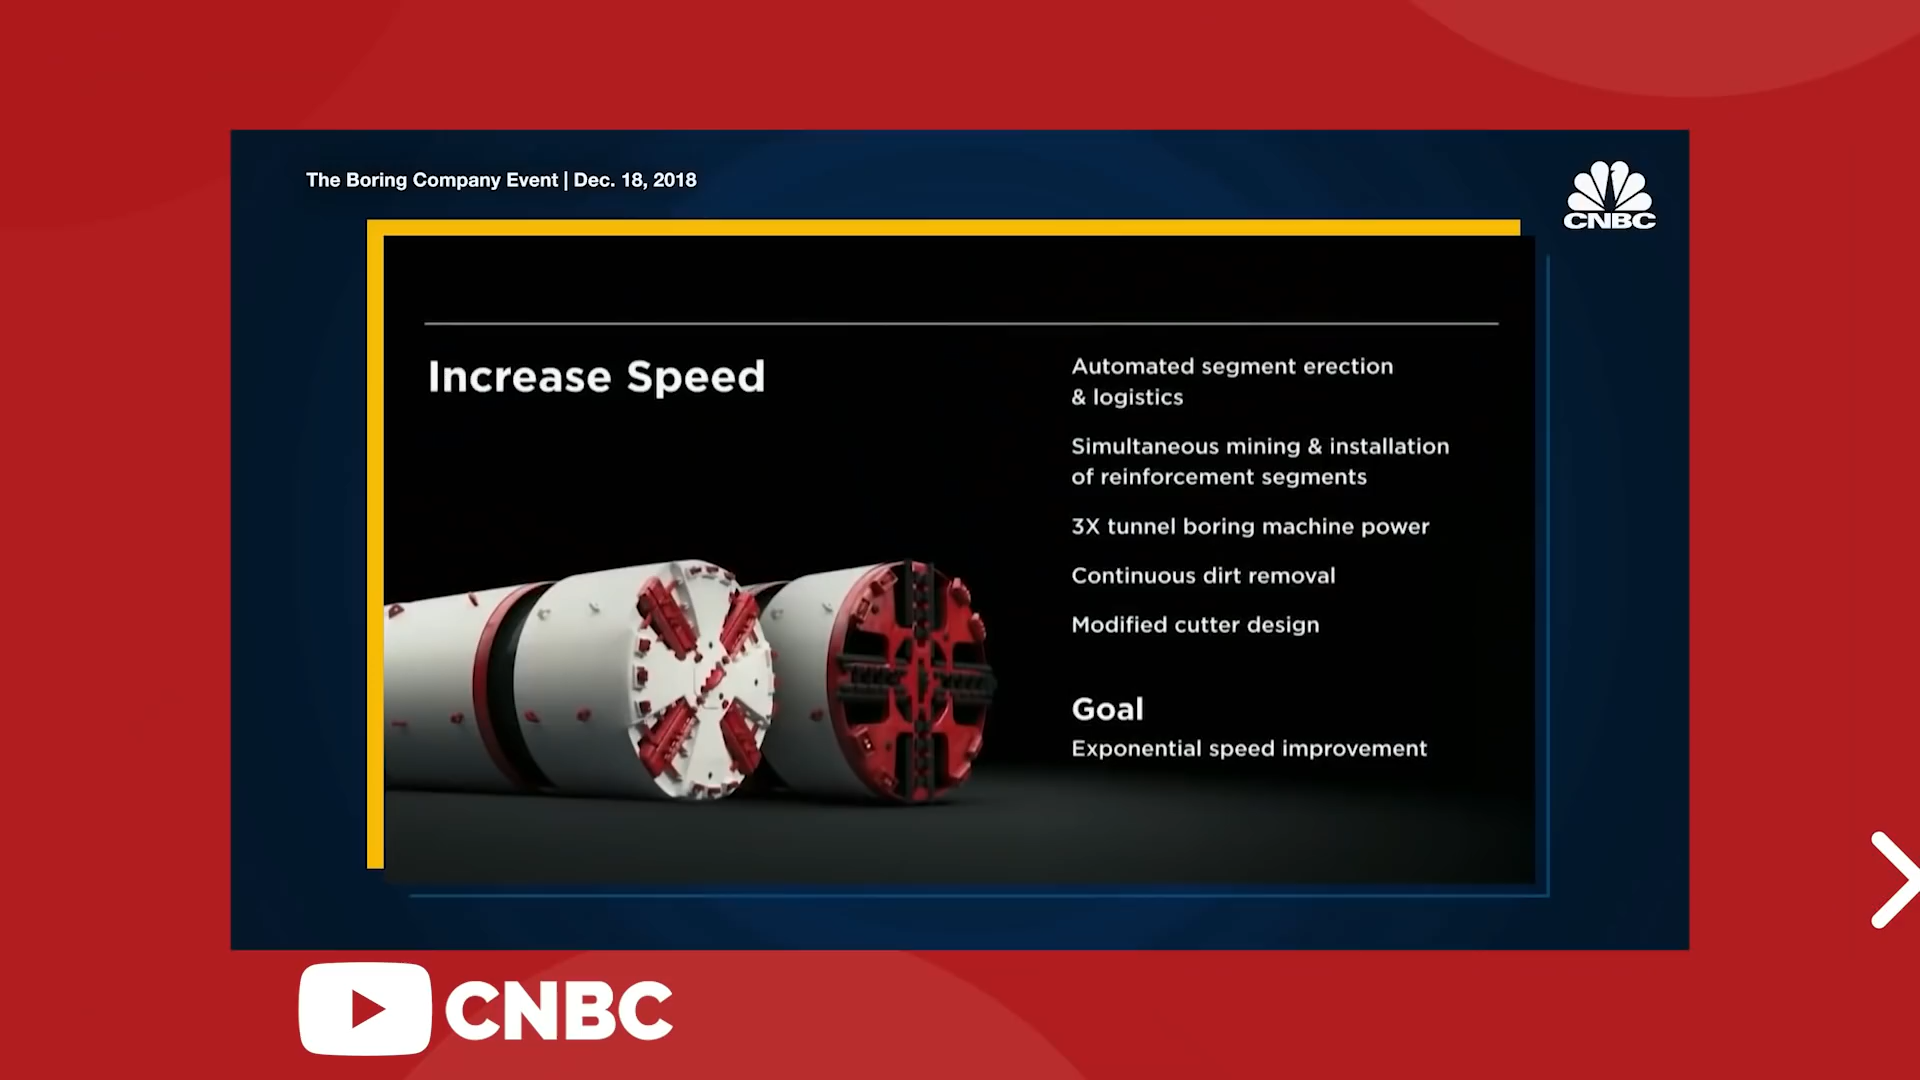 The Boring Company Event | Dec. 18, 2018
CNBC
Increase Speed
Automated segment erection
& logistics
Simultaneous mining & installation
of reinforcement segments
3X tunnel boring machine power
Continuous dirt removal
Modified cutter design
Goal
Exponential speed improvement
CNBC